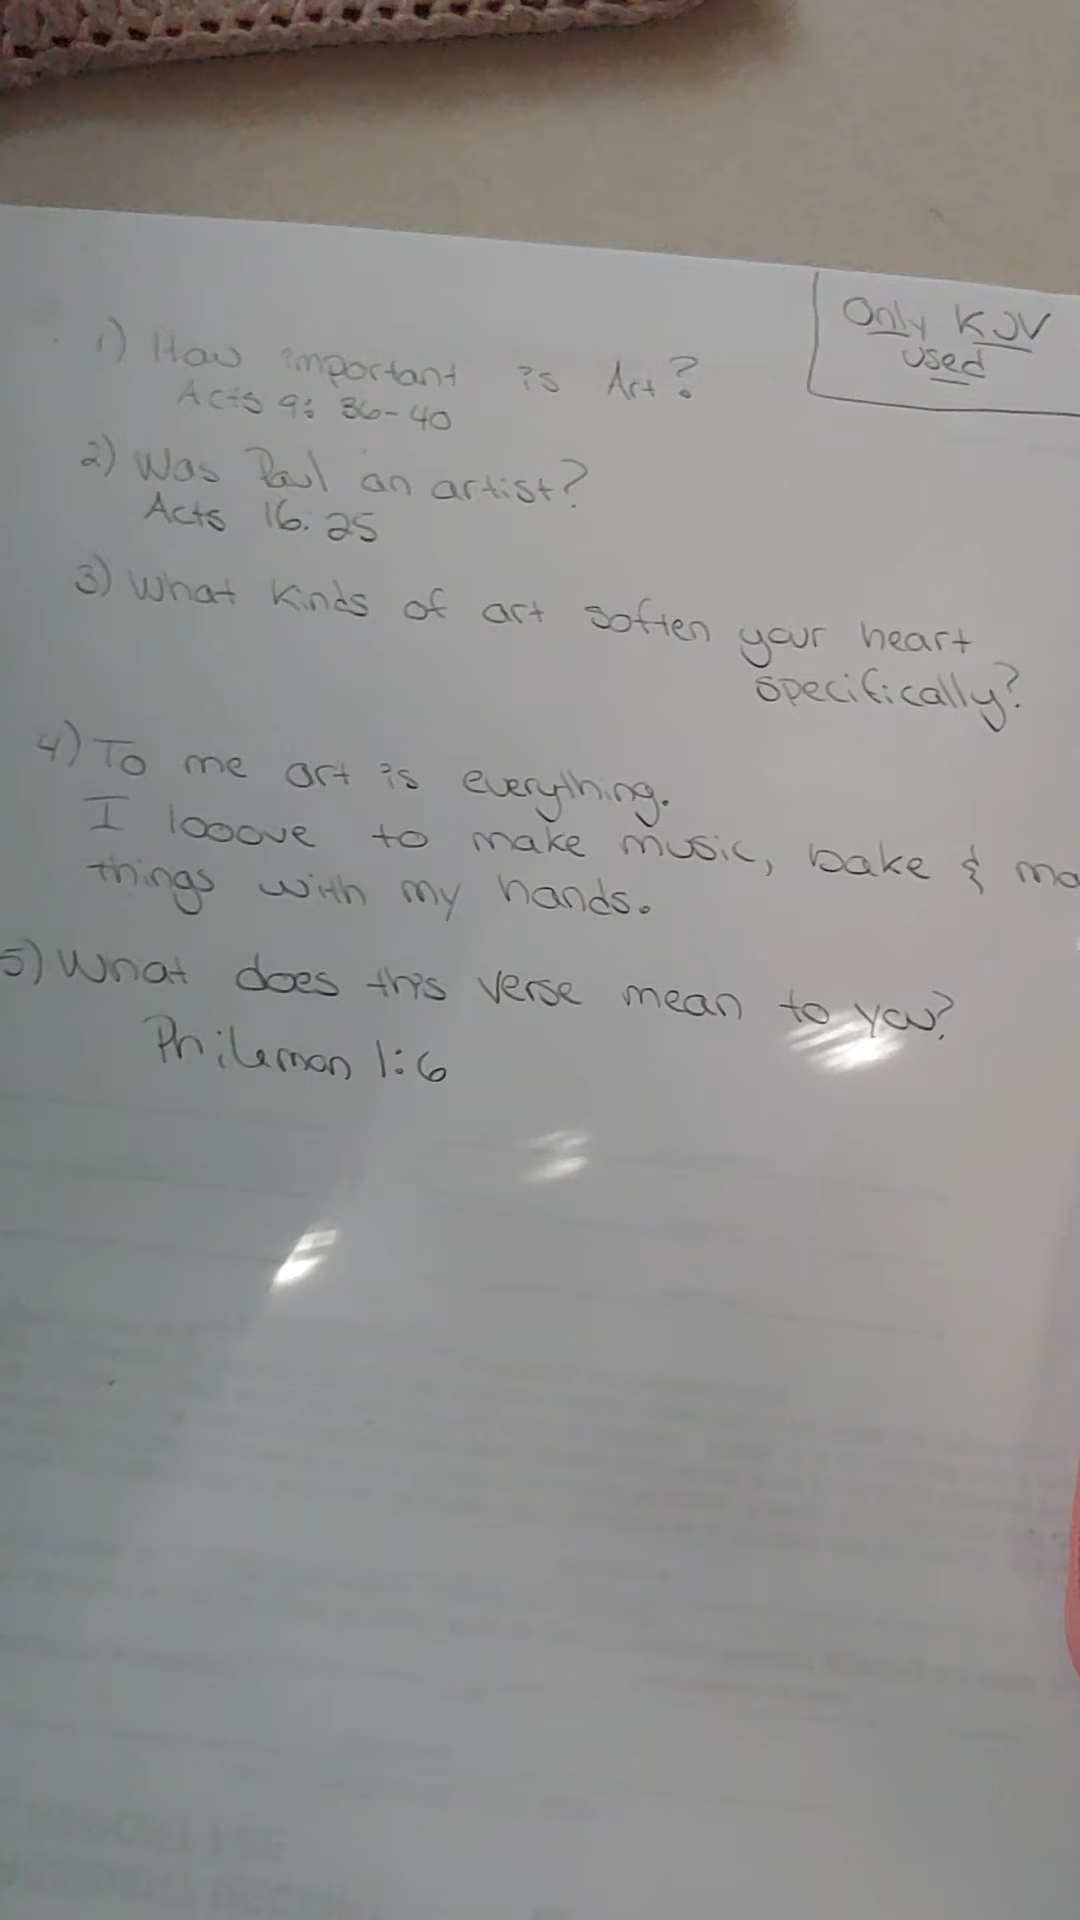 Only KJV
used
1) How important is Art?
Acts 9: 36-40
2) Was Paul an artist?
Acts 16:25
3) What kinds of art soften your heart
specifically?
4) To me art is everything.
I looove to make music, bake & ma
things with my hands.
5) What does this verse mean to you?
Philemon 1:6